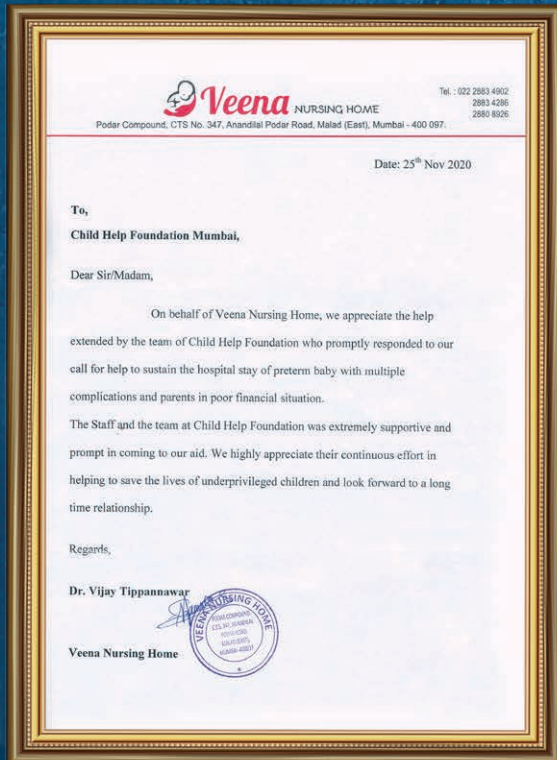 Veena NURSING HOME
Tel. : 022 2883 4902
2883 4286
2880 8926
Podar Compound, CTS No. 347, Anandilal Podar Road, Malad (East), Mumbai - 400 097.
Date: 25th Nov 2020
To,
Child Help Foundation Mumbai,
Dear Sir/Madam,
On behalf of Veena Nursing Home, we appreciate the help
extended by the team of Child Help Foundation who promptly responded to our
call for help to sustain the hospital stay of preterm baby with multiple
complications and parents in poor financial situation.
The Staff and the team at Child Help Foundation was extremely supportive and
prompt in coming to our aid. We highly appreciate their continuous effort in
helping to save the lives of underprivileged children and look forward to a long
time relationship.
Regards,
Dr. Vijay Tippannawar
Veena Nursing Home
VEENA NURSING HOME